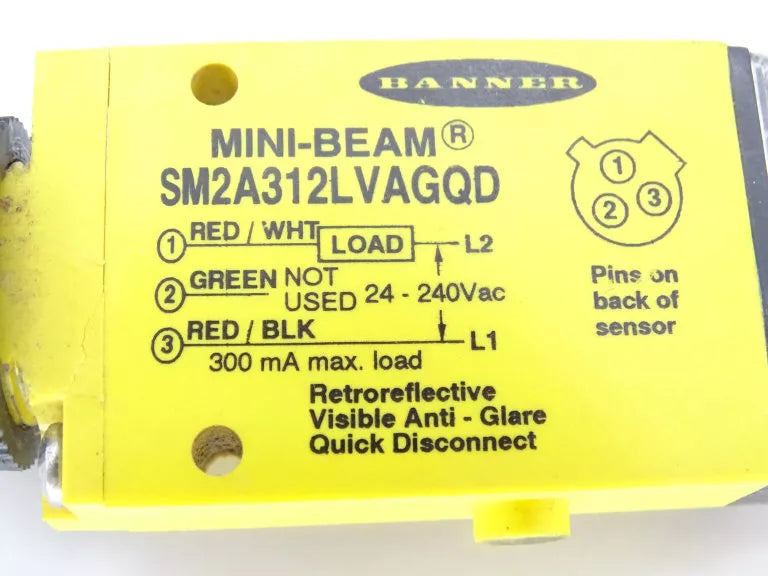 BANNER
MINI-BEAM®
SM2A312LVAGQD
1 RED / WHT LOAD L2
2 GREEN NOT
USED 24 - 240Vac
3 RED / BLK L1
300 mA max. load
Retroreflective
Visible Anti - Glare
Quick Disconnect
1
2 3
Pins on
back of
sensor